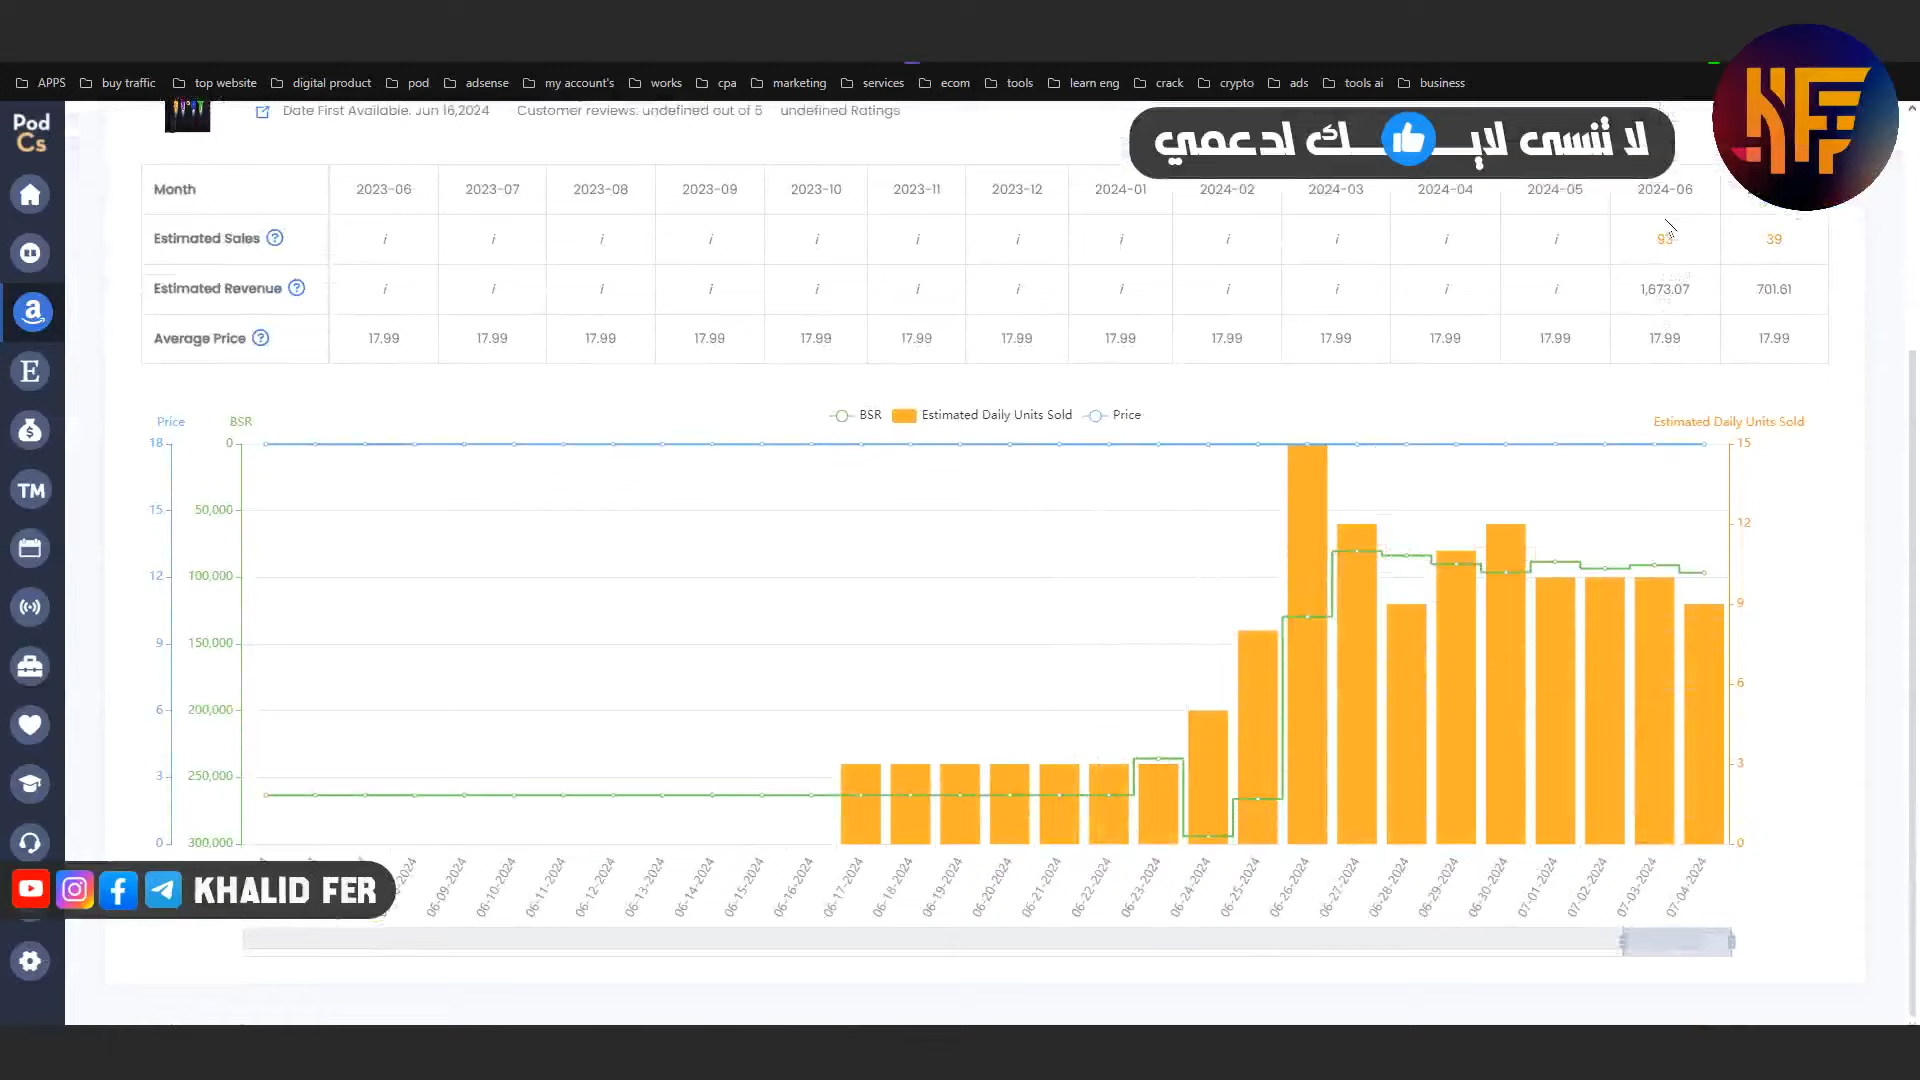 APPS buy traffic top website digital product pod adsense my account's works cpa marketing services ecom tools learn eng crack crypto ads tools ai business
Pod
Cs
Date First Available: Jun 16,2024 Customer reviews: undefined out of 5 undefined Ratings
لا تنسى لايـــك لدعمي
KF
Month 2023-06 2023-07 2023-08 2023-09 2023-10 2023-11 2023-12 2024-01 2024-02 2024-03 2024-04 2024-05 2024-06
Estimated Sales ? i i i i i i i i i i i i 93 39
Estimated Revenue ? i i i i i i i i i i i i 1,673.07 701.61
Average Price ? 17.99 17.99 17.99 17.99 17.99 17.99 17.99 17.99 17.99 17.99 17.99 17.99 17.99 17.99
a
E
TM
BSR Estimated Daily Units Sold Price
Price BSR Estimated Daily Units Sold
18 0 15
15 50,000 12
12 100,000 9
9 150,000 6
6 200,000 3
3 250,000 0
0 300,000
06-09-2024 06-10-2024 06-11-2024 06-12-2024 06-13-2024 06-14-2024 06-15-2024 06-16-2024 06-17-2024 06-18-2024 06-19-2024 06-20-2024 06-21-2024 06-22-2024 06-23-2024 06-24-2024 06-25-2024 06-26-2024 06-27-2024 06-28-2024 06-29-2024 06-30-2024 07-01-2024 07-02-2024 07-03-2024 07-04-2024
KHALID FER